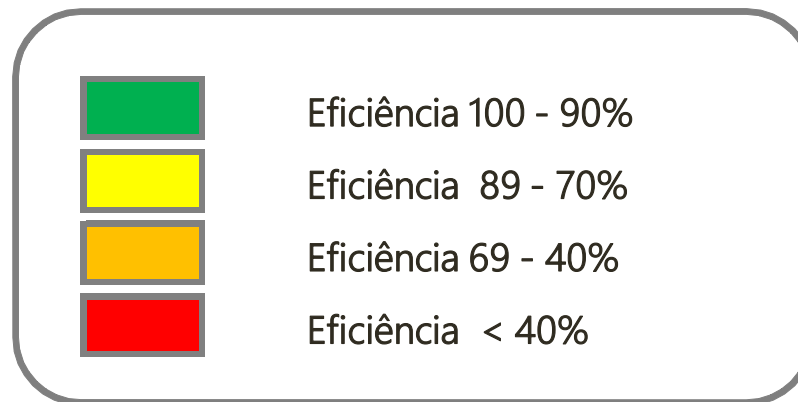 Eficiência 100 - 90%
Eficiência 89 - 70%
Eficiência 69 - 40%
Eficiência < 40%